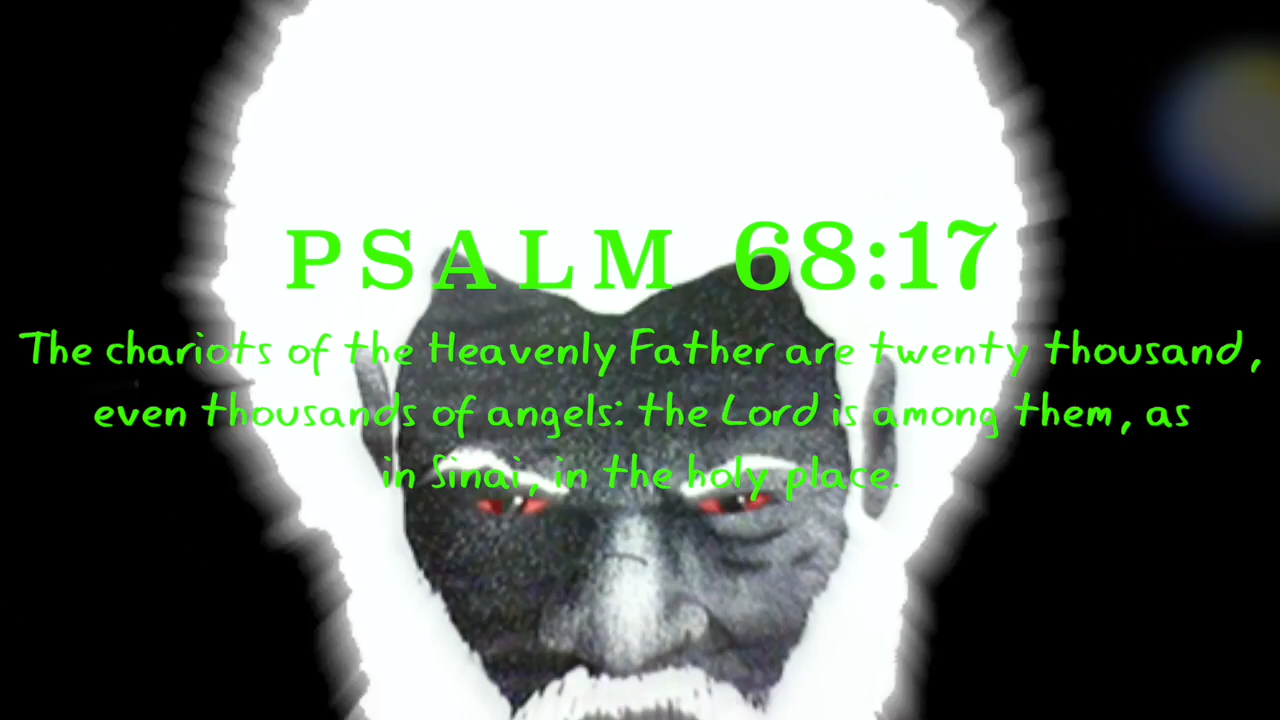 PSALM 68:17
The chariots of the Heavenly Father are twenty thousand,
even thousands of angels: the Lord is among them, as
in Sinai, in the holy place.